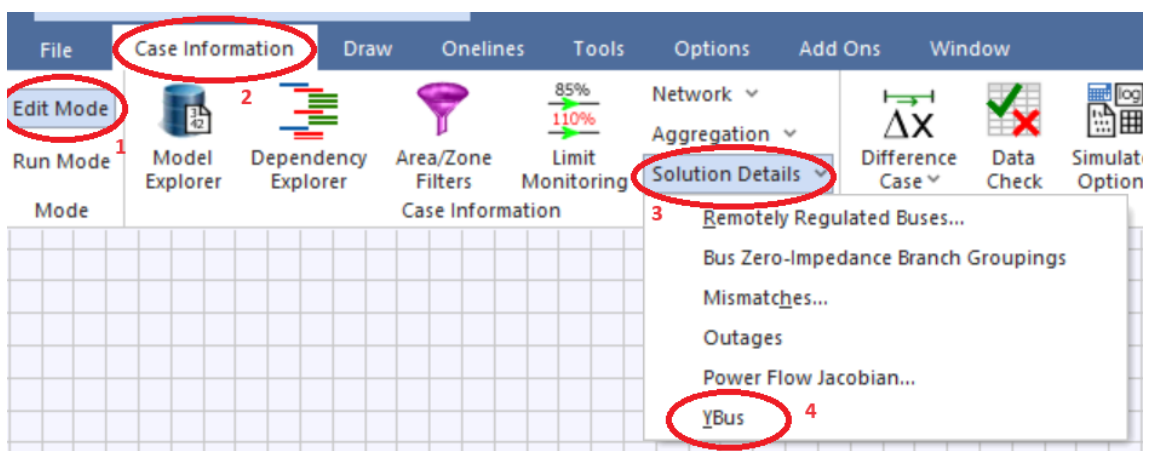 File Case Information Draw Onelines Tools Options Add Ons Window
Edit Mode
1
Run Mode
Mode
2
Model
Explorer
Dependency
Explorer
Area/Zone
Filters
85%
110%
Limit
Monitoring
Case Information
Network
Aggregation
Solution Details
3
Δx
Difference
Case
Data
Check
log
Simulat
Option
Remotely Regulated Buses...
Bus Zero-Impedance Branch Groupings
Mismatches...
Outages
Power Flow Jacobian...
YBus
4